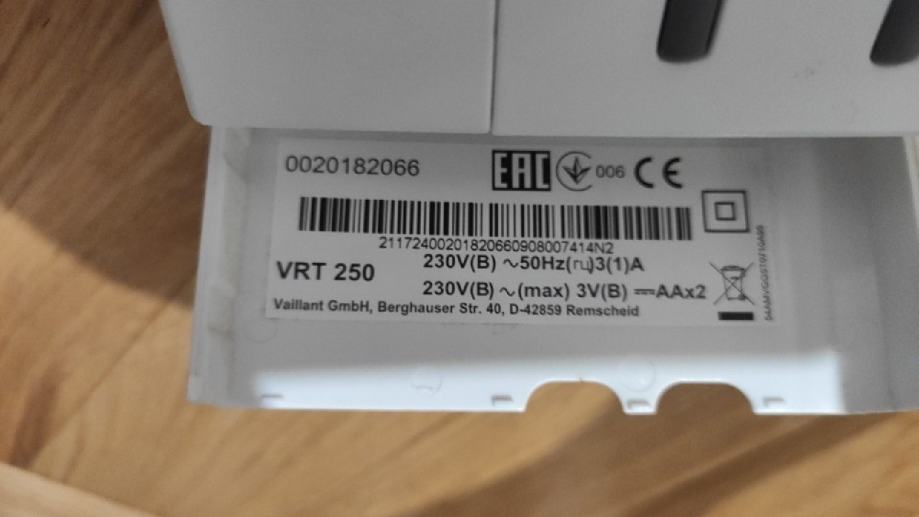 0020182066
EAC 006 CE
21172400201820660908007414N2
VRT 250
230V(B) ~50Hz(гц)3(1)A
230V(B) ~(max) 3V(B) ⎓AAx2
Vaillant GmbH, Berghauser Str. 40, D-42859 Remscheid